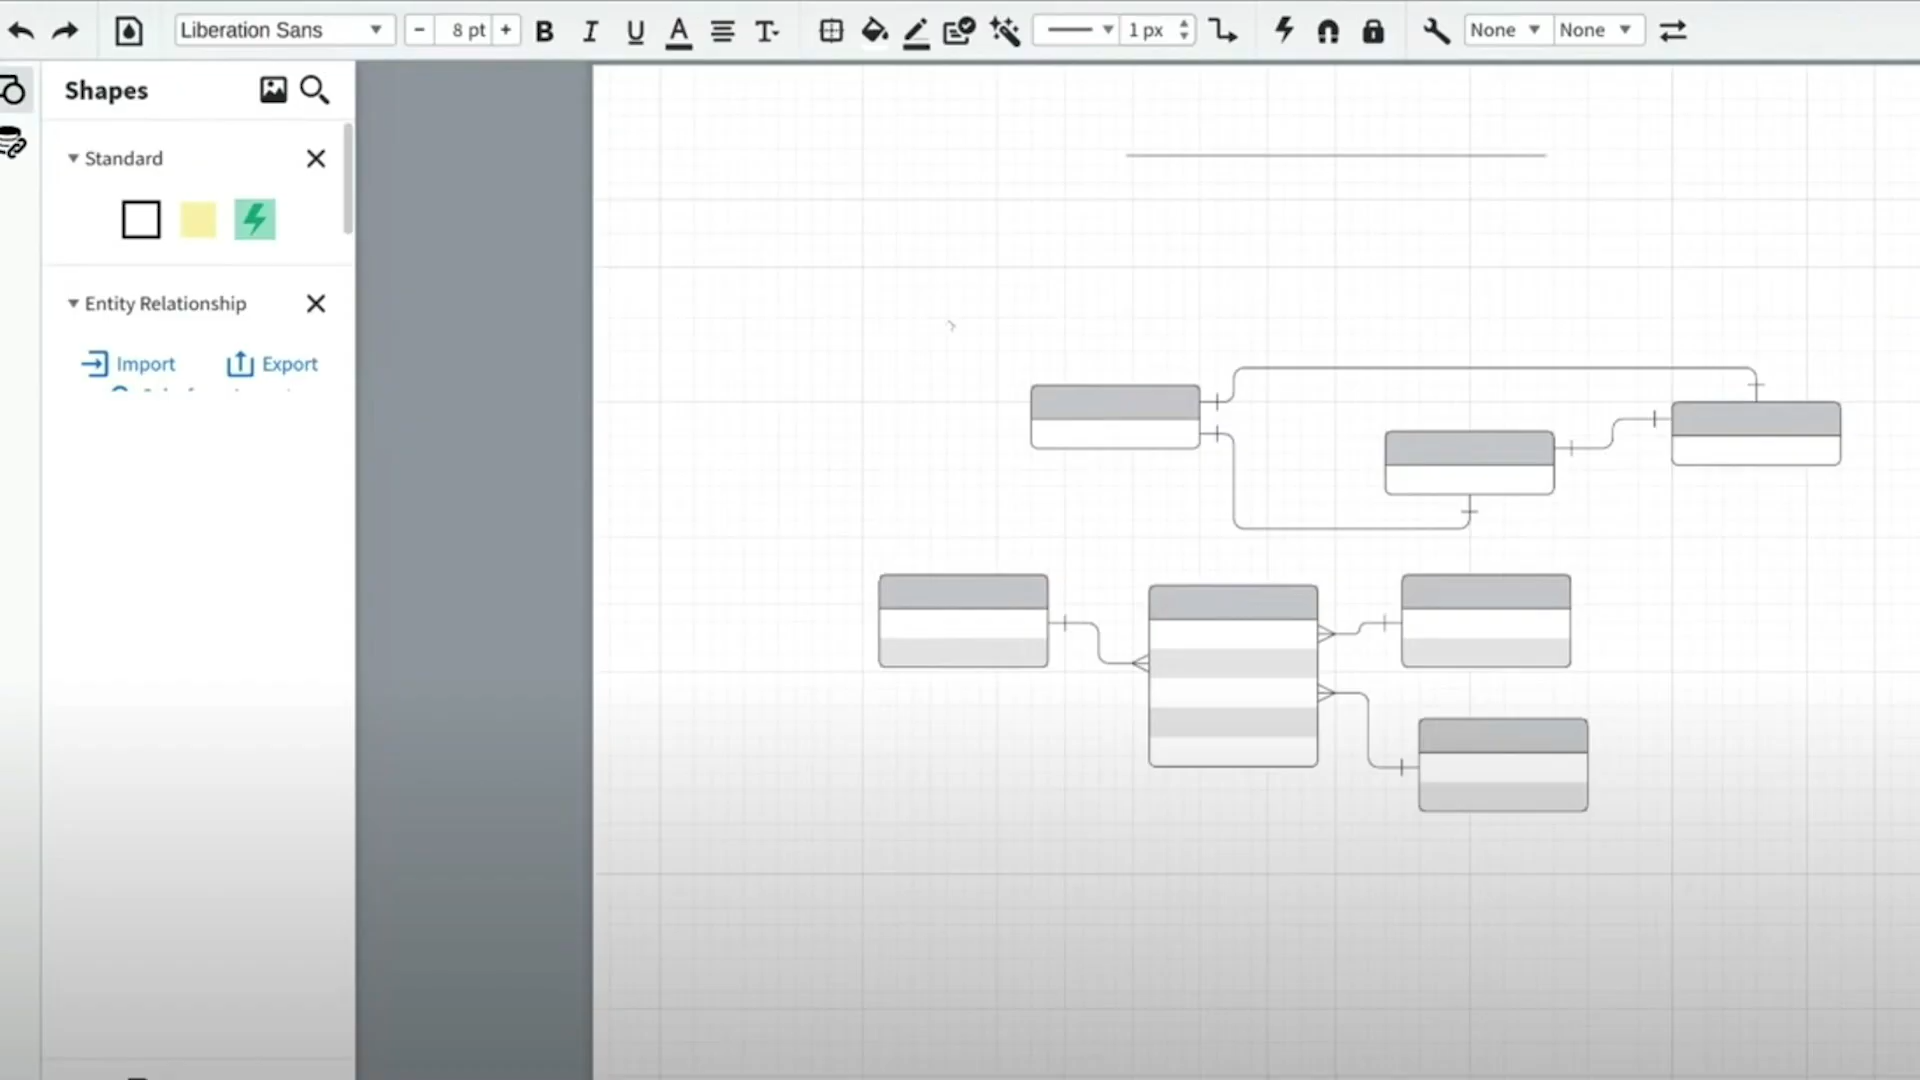 Liberation Sans − 8 pt + B I U A T 1 px None None
Shapes
Standard
Entity Relationship
Import Export